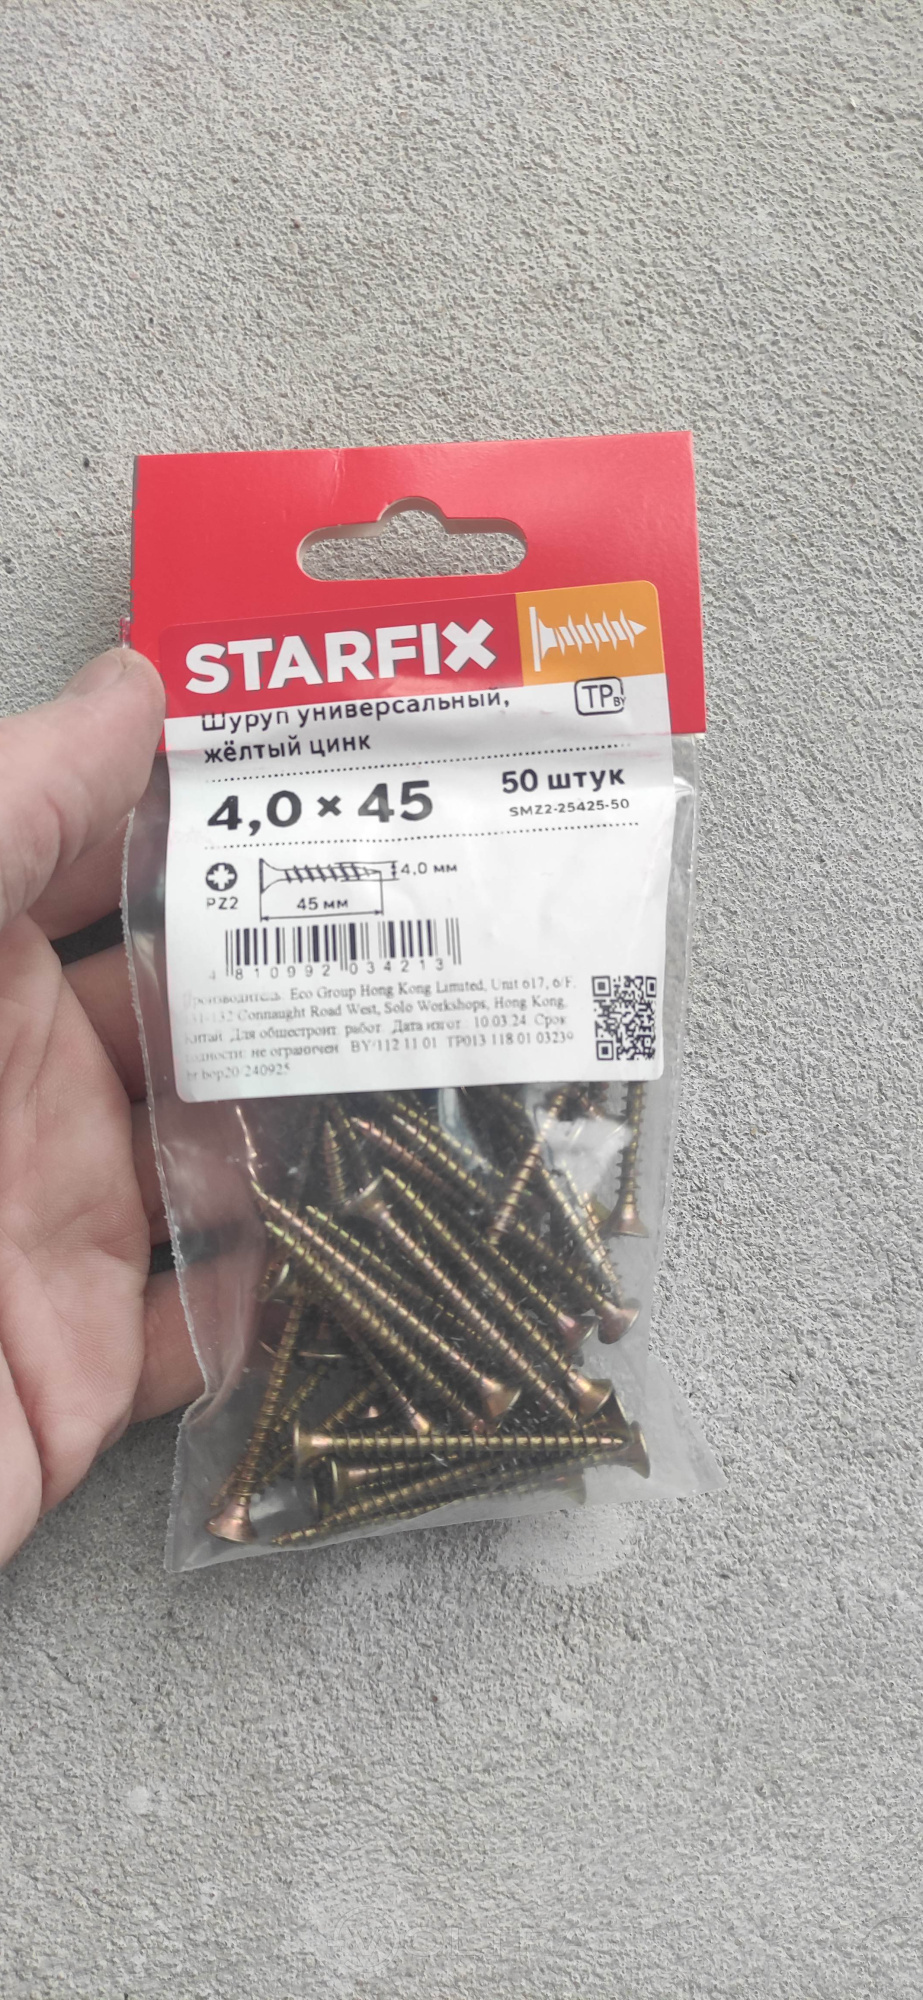 STARFIX
Шуруп универсальный,
TP BY
жёлтый цинк
4,0 × 45
50 штук
SMZ2-25425-50
PZ2
4,0 мм
45 мм
4 810992 034213
Производитель: Eco Group Hong Kong Limited, Unit 617, 6/F,
Connaught Road West, Solo Workshops, Hong Kong,
Китай. Для общестроит. работ. Дата изгот.: 10.03.24. Срок
годности: не ограничен. BY/112 11.01. ТР013 118.01 03239
240925